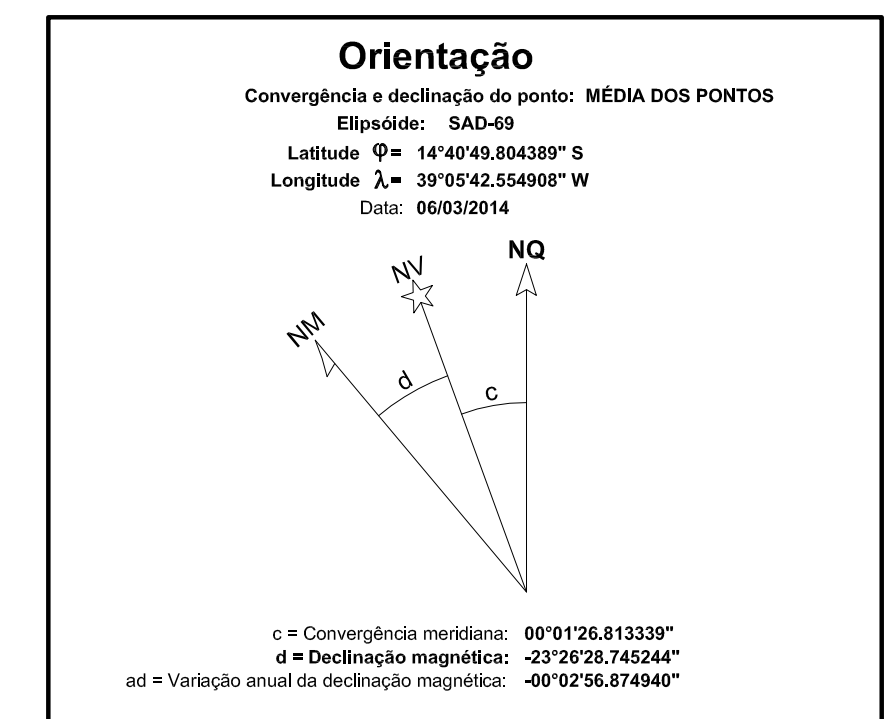 Orientação
Convergência e declinação do ponto: MÉDIA DOS PONTOS
Elipsóide: SAD-69
Latitude φ= 14°40'49.804389" S
Longitude λ= 39°05'42.554908" W
Data: 06/03/2014
NQ
NV
NM
d
c
c = Convergência meridiana: 00°01'26.813339"
d = Declinação magnética: -23°26'28.745244"
ad = Variação anual da declinação magnética: -00°02'56.874940"